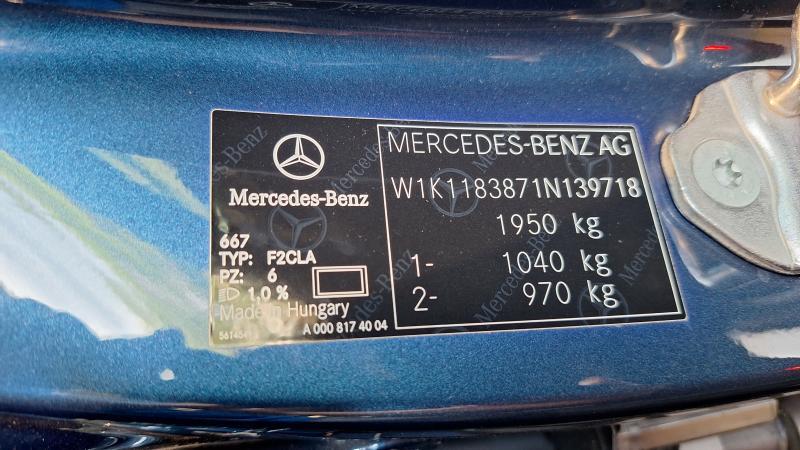 Mercedes-Benz
667
TYP: F2CLA
PZ: 6
1,0 %
Made in Hungary
A 000 817 40 04
MERCEDES-BENZ AG
W1K1183871N139718
1950 kg
1- 1040 kg
2- 970 kg